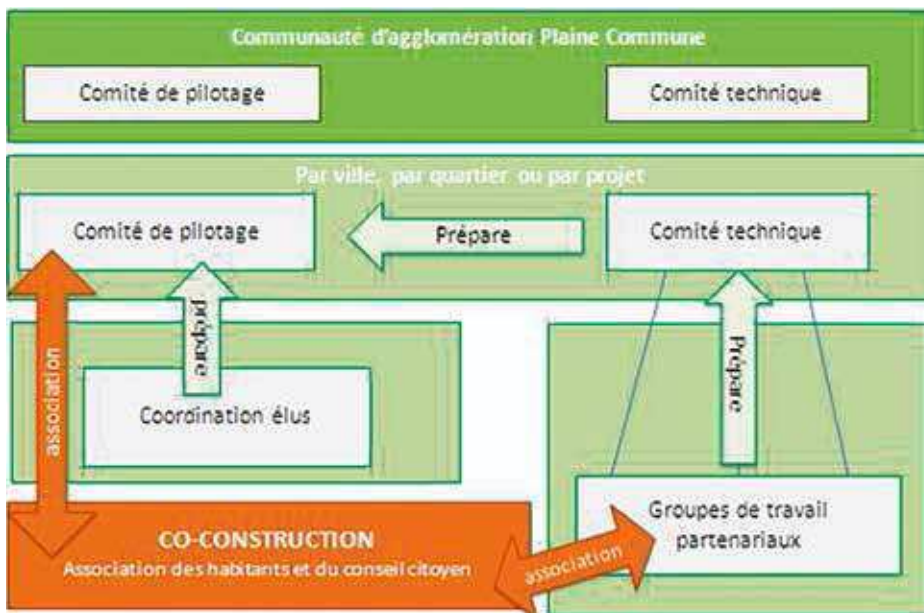 Communauté d'agglomération Plaine Commune
Comité de pilotage
Comité technique
Par ville, par quartier ou par projet
Comité de pilotage
Prépare
Comité technique
prépare
Prépare
association
Coordination élus
Groupes de travail
partenariaux
CO-CONSTRUCTION
Association des habitants et du conseil citoyen
association